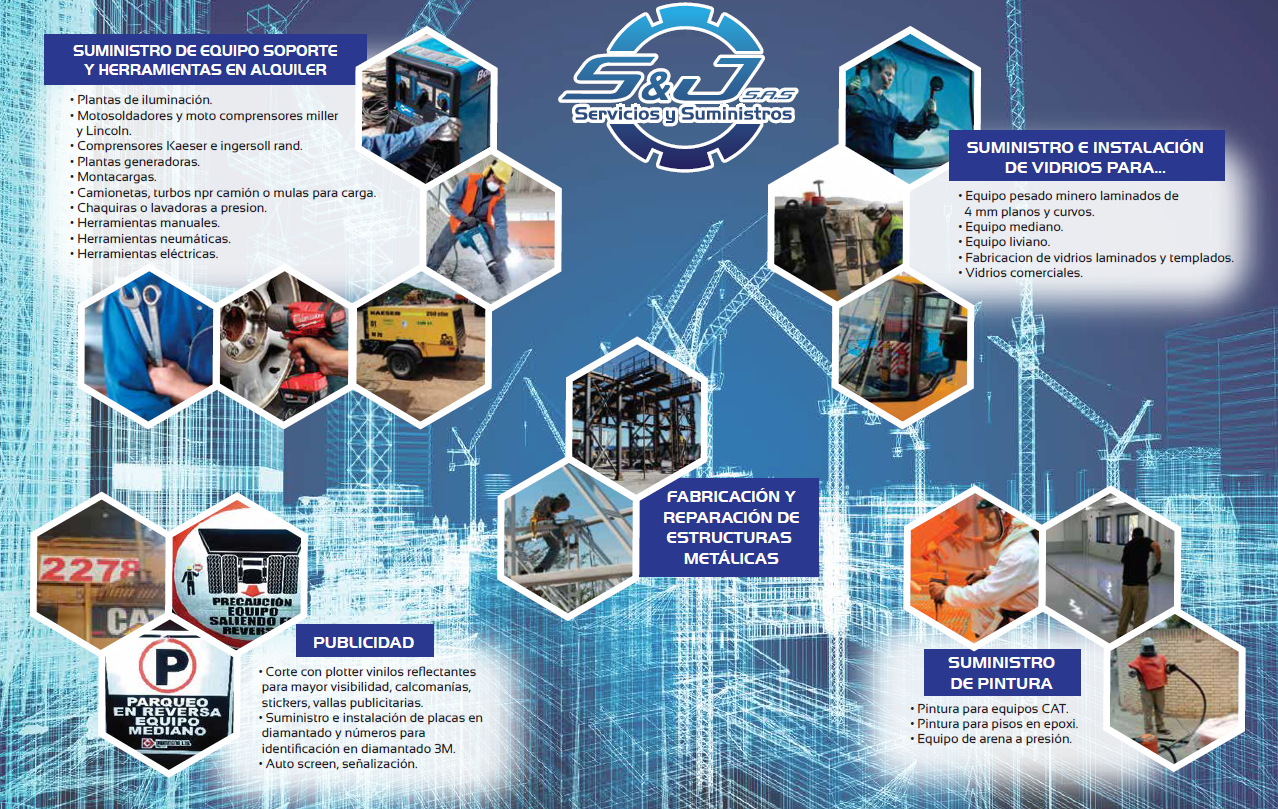 SUMINISTRO DE EQUIPO SOPORTE
Y HERRAMIENTAS EN ALQUILER
• Plantas de iluminación.
• Motosoldadores y moto comprensores miller
y Lincoln.
• Comprensores Kaeser e ingersoll rand.
• Plantas generadoras.
• Montacargas.
• Camionetas, turbos npr camión o mulas para carga.
• Chaquiras o lavadoras a presion.
• Herramientas manuales.
• Herramientas neumáticas.
• Herramientas eléctricas.
S&J S.A.S
Servicios y Suministros
SUMINISTRO E INSTALACIÓN
DE VIDRIOS PARA...
• Equipo pesado minero laminados de
4 mm planos y curvos.
• Equipo mediano.
• Equipo liviano.
• Fabricacion de vidrios laminados y templados.
• Vidrios comerciales.
KAESER
FABRICACIÓN Y
REPARACIÓN DE
ESTRUCTURAS
METÁLICAS
2278
CAT
PRECAUCIÓN
EQUIPO
SALIENDO E
REVERS
P
PARQUEO
EN REVERSA
EQUIPO
MEDIANO
PUBLICIDAD
• Corte con plotter vinilos reflectantes
para mayor visibilidad, calcomanías,
stickers, vallas publicitarias.
• Suministro e instalación de placas en
diamantado y números para
identificación en diamantado 3M.
• Auto screen, señalización.
SUMINISTRO
DE PINTURA
• Pintura para equipos CAT.
• Pintura para pisos en epoxi.
• Equipo de arena a presión.